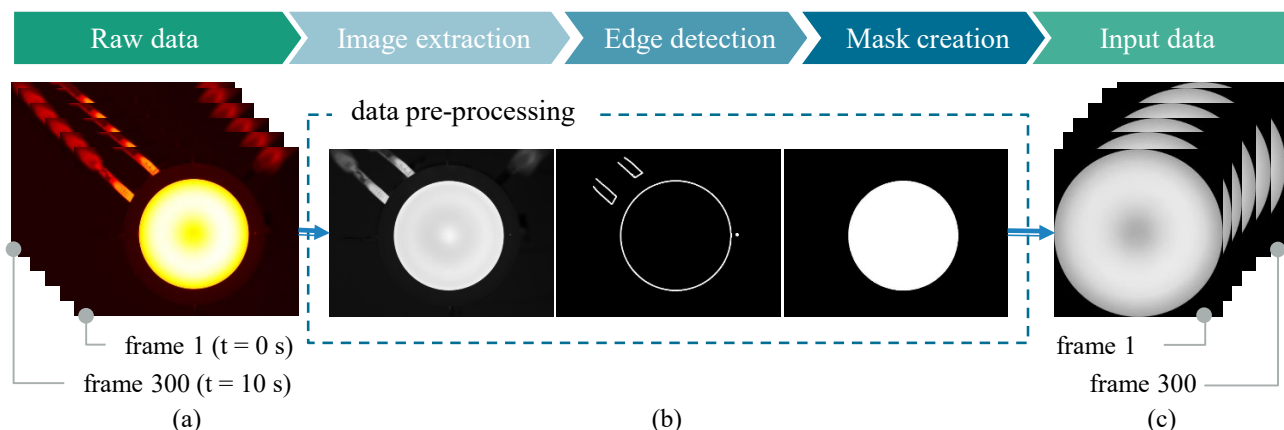 Raw data
Image extraction
Edge detection
Mask creation
Input data
data pre-processing
frame 1 (t = 0 s)
frame 300 (t = 10 s)
frame 1
frame 300
(a)
(b)
(c)